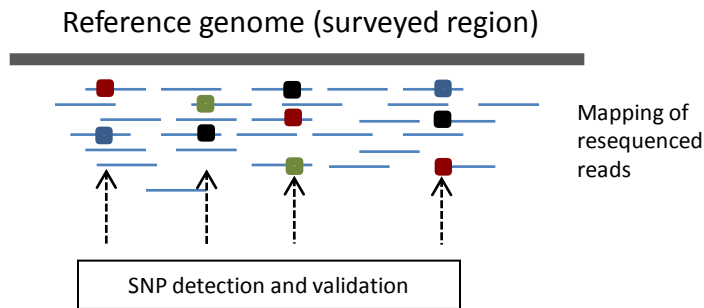 Reference genome (surveyed region)
Mapping of
resequenced
reads
SNP detection and validation